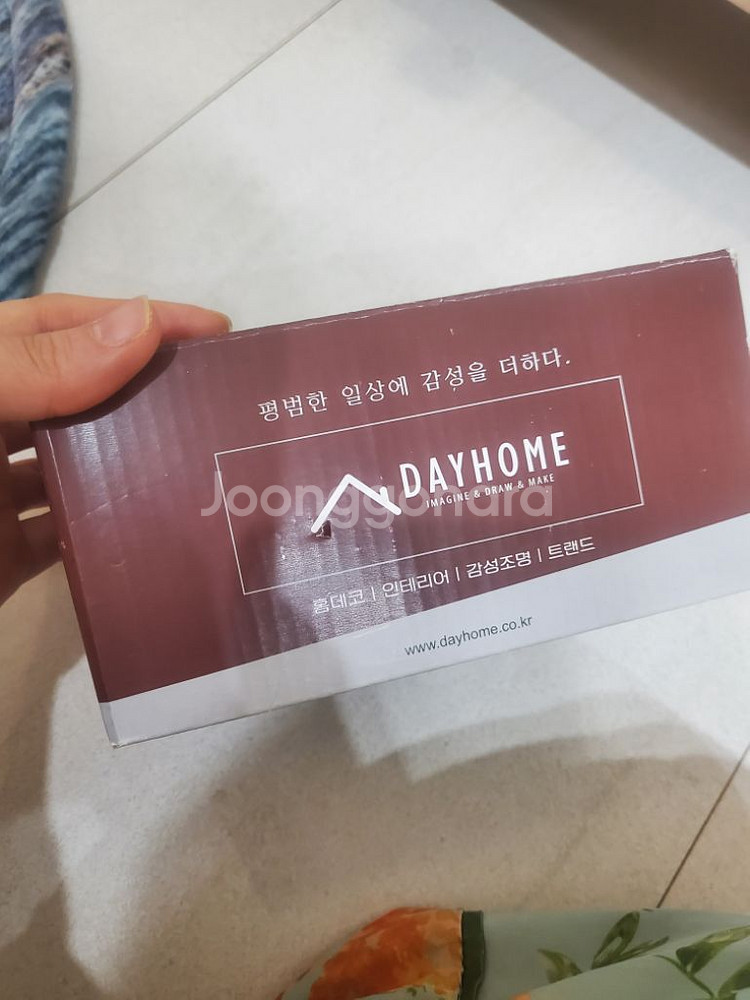 평범한 일상에 감성을 더하다.
DAYHOME
IMAGINE & DRAW & MAKE
Joonggonara
홈데코 | 인테리어 | 감성조명 | 트랜드
www.dayhome.co.kr